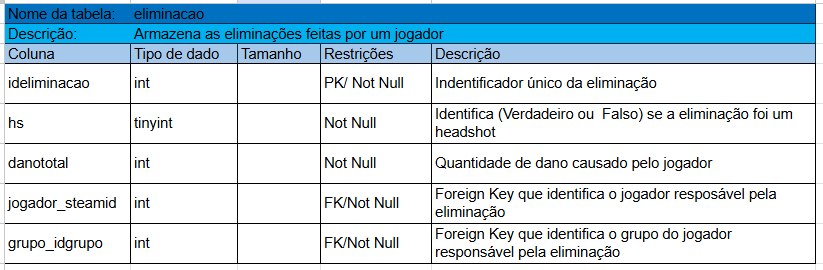 Nome da tabela: eliminacao
Descrição: Armazena as eliminações feitas por um jogador
Coluna Tipo de dado Tamanho Restrições Descrição
ideliminacao int PK/ Not Null Indentificador único da eliminação
hs tinyint Not Null Identifica (Verdadeiro ou Falso) se a eliminação foi um
headshot
danototal int Not Null Quantidade de dano causado pelo jogador
jogador_steamid int FK/Not Null Foreign Key que identifica o jogador resposável pela
eliminação
grupo_idgrupo int FK/Not Null Foreign Key que identifica o grupo do jogador
responsável pela eliminação